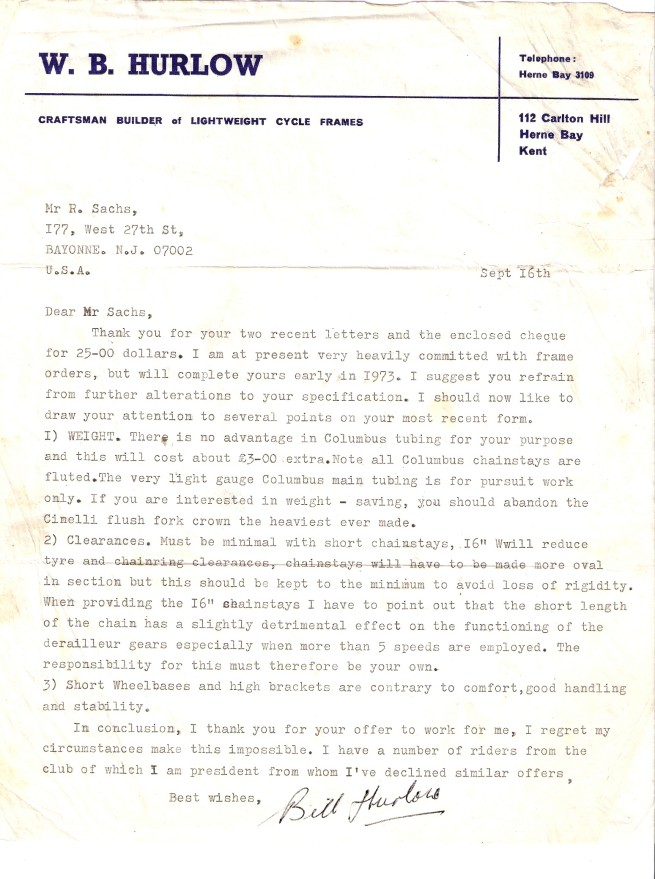 W. B. HURLOW
Telephone:
Herne Bay 3109
CRAFTSMAN BUILDER of LIGHTWEIGHT CYCLE FRAMES
112 Carlton Hill
Herne Bay
Kent
Mr R. Sachs,
I77, West 27th St,
BAYONNE. N.J. 07002
U.S.A.
Sept I6th
Dear Mr Sachs,
Thank you for your two recent letters and the enclosed cheque
for 25-00 dollars. I am at present very heavily committed with frame
orders, but will complete yours early in I973. I suggest you refrain
from further alterations to your specification. I should now like to
draw your attention to several points on your most recent form.
I) WEIGHT. There is no advantage in Columbus tubing for your purpose
and this will cost about £3-00 extra.Note all Columbus chainstays are
fluted.The very light gauge Columbus main tubing is for pursuit work
only. If you are interested in weight - saving, you should abandon the
Cinelli flush fork crown the heaviest ever made.
2) Clearances. Must be minimal with short chainstays, I6" Wwill reduce
tyre and chainring clearances, chainstays will have to be made more oval
in section but this should be kept to the minimum to avoid loss of rigidity.
When providing the I6" chainstays I have to point out that the short length
of the chain has a slightly detrimental effect on the functioning of the
derailleur gears especially when more than 5 speeds are employed. The
responsibility for this must therefore be your own.
3) Short Wheelbases and high brackets are contrary to comfort,good handling
and stability.
In conclusion, I thank you for your offer to work for me, I regret my
circumstances make this impossible. I have a number of riders from the
club of which I am president from whom I've declined similar offers,
Best wishes,
Bill Hurlow